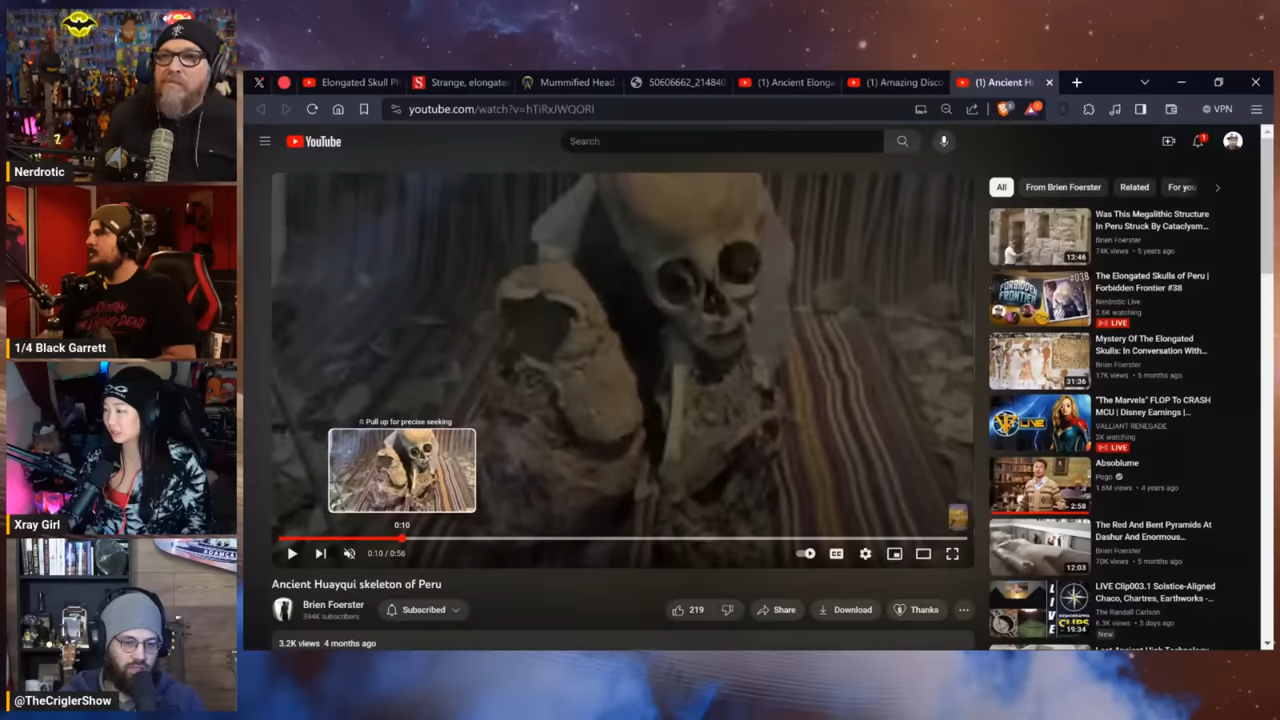 Nerdrotic
1/4 Black Garrett
Xray Girl
@TheCriglerShow
Elongated Skull P
Strange, elongate
Mummified Head
50606662_214840
(1) Ancient Elonga
(1) Amazing Disco
(1) Ancient H
youtube.com/watch?v=hTiRxJWQORI
VPN
YouTube
Search
1
All
From Brien Foerster
Related
For you
Pull up for precise seeking
0:10
0:10 / 0:56
CC
Ancient Huayqui skeleton of Peru
Brien Foerster
394K subscribers
Subscribed
219
Share
Download
Thanks
3.2K views 4 months ago
Was This Megalithic Structure
In Peru Struck By Cataclysm...
Brien Foerster
74K views • 5 years ago
13:46
FORBIDDEN
FRONTIER
#038
The Elongated Skulls of Peru |
Forbidden Frontier #38
Nerdrotic Live
2.6K watching
LIVE
Mystery Of The Elongated
Skulls: In Conversation With...
Brien Foerster
17K views • 5 months ago
31:36
LIVE
"The Marvels" FLOP To CRASH
MCU | Disney Earnings |...
VALLIANT RENEGADE
2K watching
LIVE
Absoblume
Pogo
1.6M views • 4 years ago
2:58
The Red And Bent Pyramids At
Dashur And Enormous...
Brien Foerster
70K views • 5 months ago
12:03
LIVE
CLIPS
LIVE Clip003.1 Solstice-Aligned
Chaco, Chartres, Earthworks -...
The Randall Carlson
6.3K views • 3 days ago
19:34
New